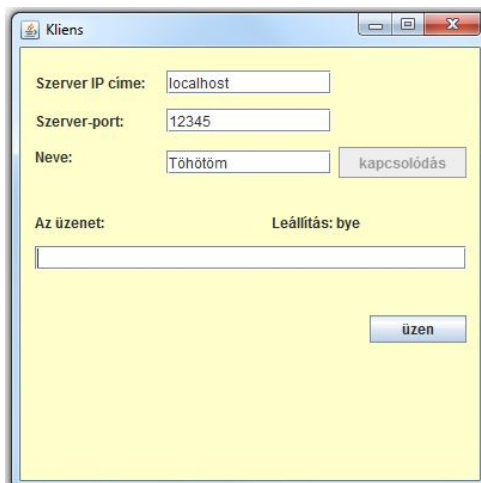 Kliens
Szerver IP címe: localhost
Szerver-port: 12345
Neve: Töhötöm kapcsolódás
Az üzenet: Leállítás: bye
üzen